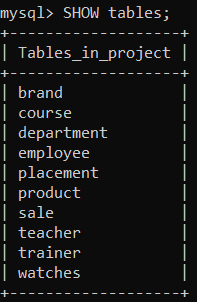 mysql> SHOW tables;
+--------------------+
| Tables_in_project |
+--------------------+
| brand |
| course |
| department |
| employee |
| placement |
| product |
| sale |
| teacher |
| trainer |
| watches |
+--------------------+